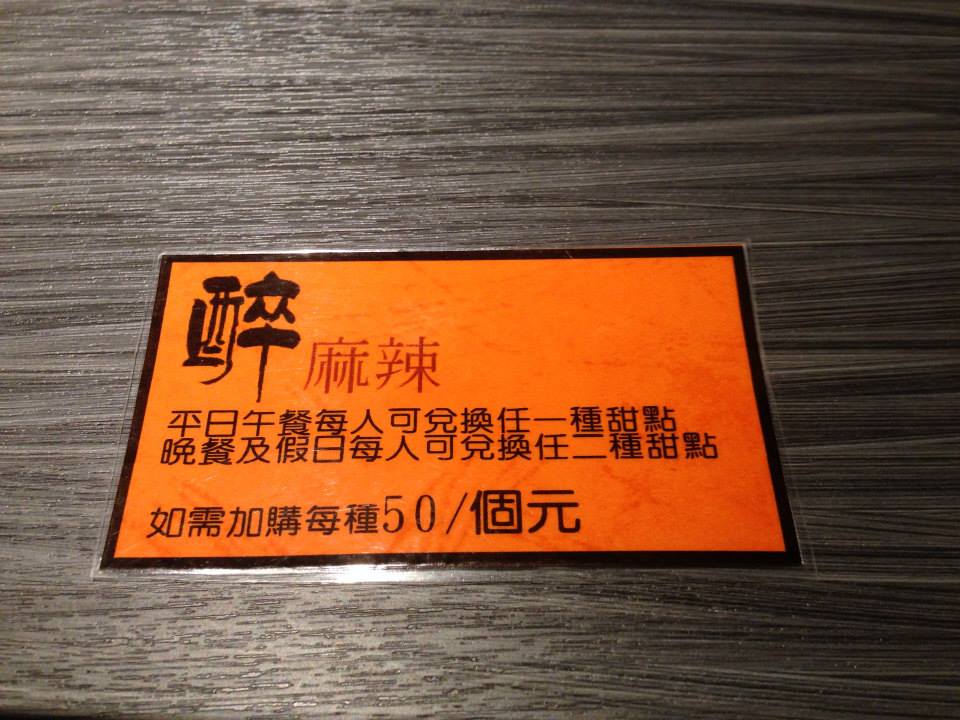 醉麻辣
平日午餐每人可兌換任一種甜點
晚餐及假日每人可兌換任二種甜點
如需加購每種50/個元